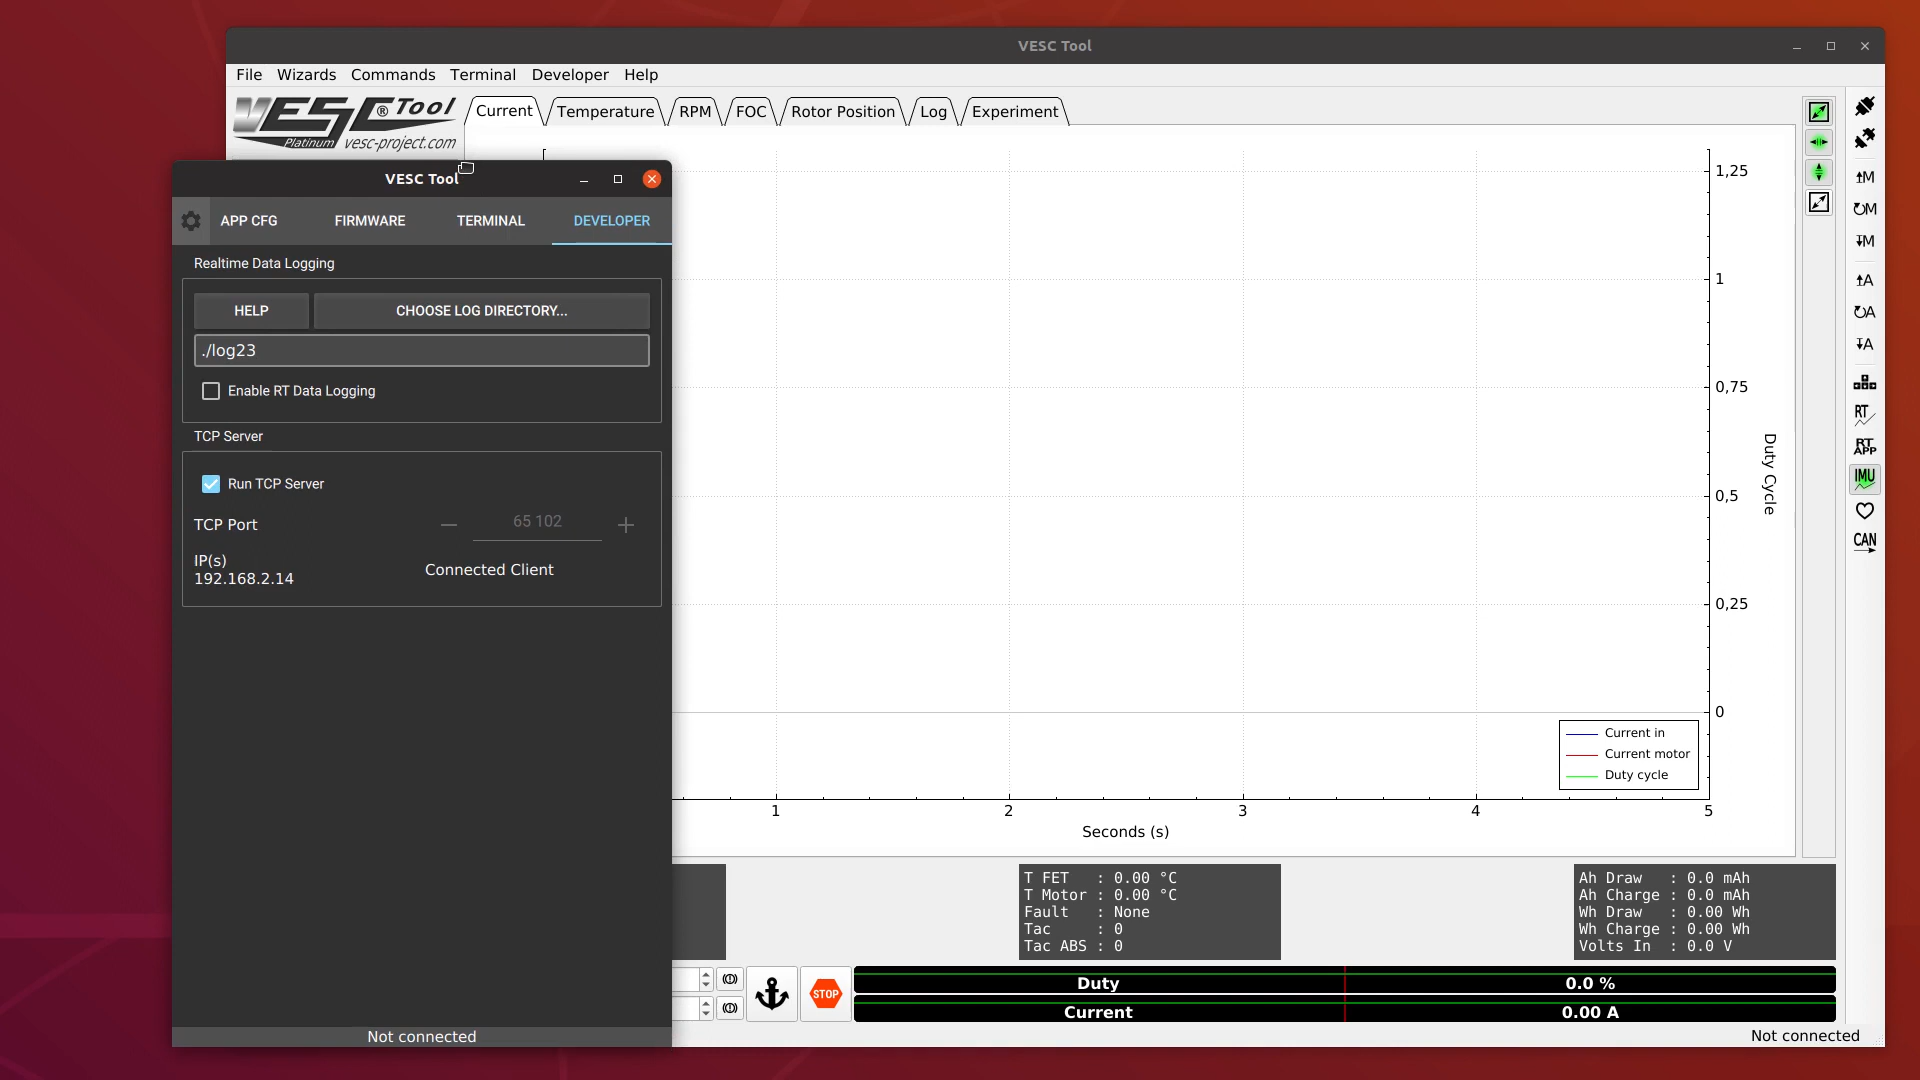 VESC Tool
File Wizards Commands Terminal Developer Help
VESC® Tool
Platinum vesc-project.com
Current Temperature RPM FOC Rotor Position Log Experiment
VESC Tool
APP CFG FIRMWARE TERMINAL DEVELOPER
Realtime Data Logging
HELP CHOOSE LOG DIRECTORY...
./log23
Enable RT Data Logging
TCP Server
Run TCP Server
TCP Port 65 102
IP(s)
192.168.2.14
Connected Client
Not connected
1,25
1
0,75
0,5
0,25
0
Duty Cycle
Current in
Current motor
Duty cycle
1 2 3 4 5
Seconds (s)
T FET : 0.00 °C
T Motor : 0.00 °C
Fault : None
Tac : 0
Tac ABS : 0
Ah Draw : 0.0 mAh
Ah Charge : 0.0 mAh
Wh Draw : 0.00 Wh
Wh Charge : 0.00 Wh
Volts In : 0.0 V
STOP
Duty 0.0 %
Current 0.00 A
Not connected
M
M
M
A
A
A
RT
RT APP
IMU
CAN